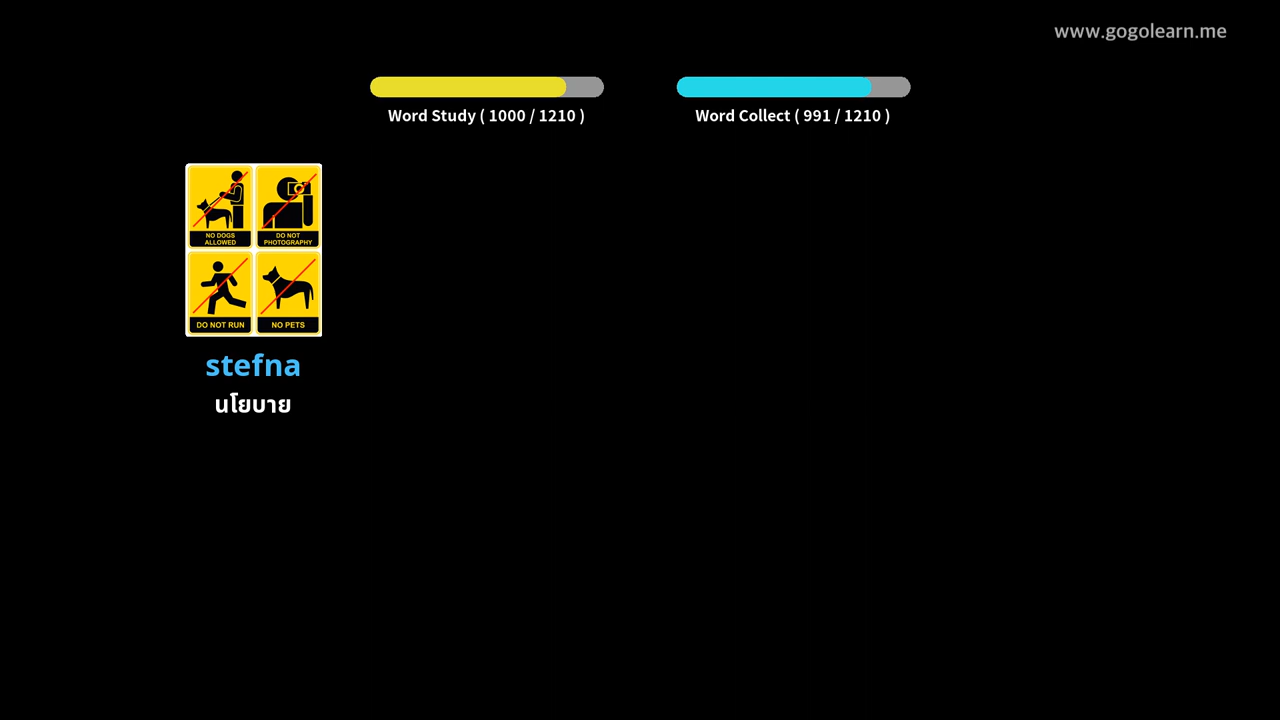 www.gogolearn.me
Word Study ( 1000 / 1210 )
Word Collect ( 991 / 1210 )
NO DOGS
ALLOWED
DO NOT
PHOTOGRAPHY
DO NOT RUN
NO PETS
stefna
นโยบาย